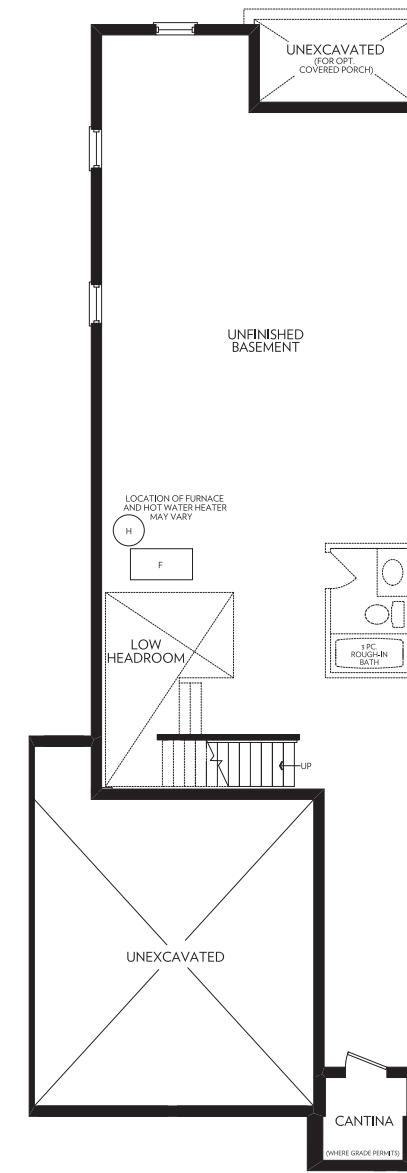 UNEXCAVATED
(FOR OPT.
COVERED PORCH)
UNFINISHED
BASEMENT
LOCATION OF FURNACE
AND HOT WATER HEATER
MAY VARY
H
F
LOW
HEADROOM
3 PC.
ROUGH-IN
BATH
UP
UNEXCAVATED
CANTINA
(WHERE GRADE PERMITS)